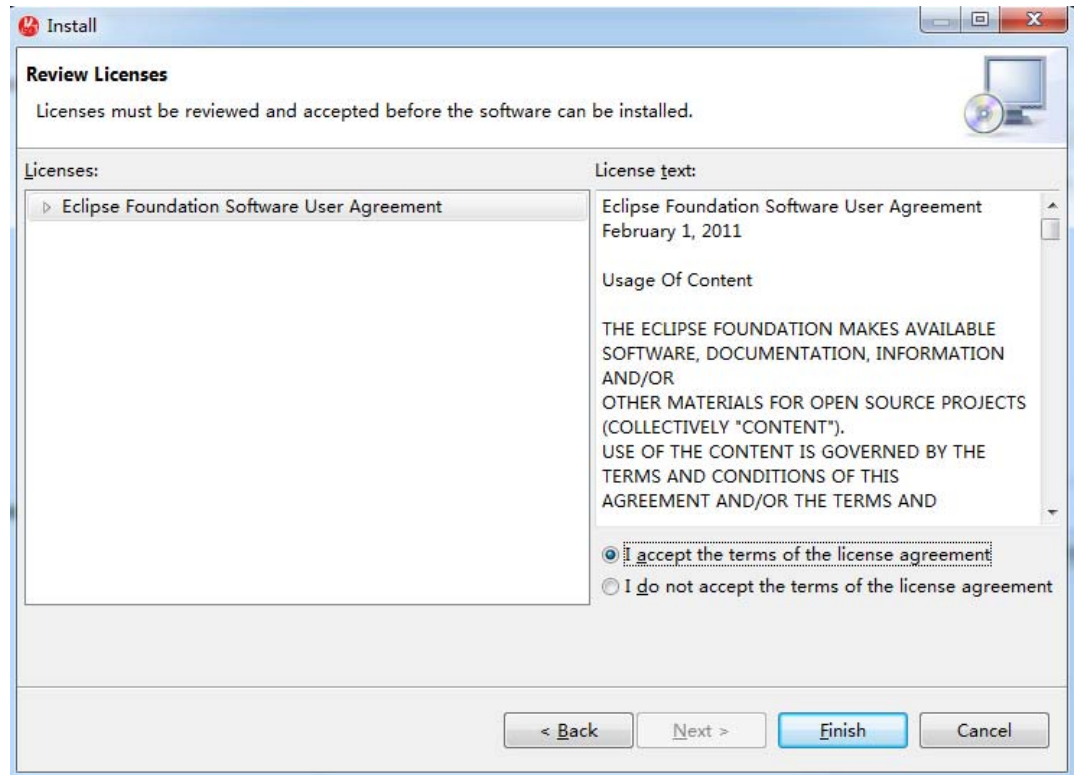 Install
Review Licenses
Licenses must be reviewed and accepted before the software can be installed.
Licenses:
Eclipse Foundation Software User Agreement
License text:
Eclipse Foundation Software User Agreement
February 1, 2011
Usage Of Content
THE ECLIPSE FOUNDATION MAKES AVAILABLE
SOFTWARE, DOCUMENTATION, INFORMATION
AND/OR
OTHER MATERIALS FOR OPEN SOURCE PROJECTS
(COLLECTIVELY "CONTENT").
USE OF THE CONTENT IS GOVERNED BY THE
TERMS AND CONDITIONS OF THIS
AGREEMENT AND/OR THE TERMS AND
I accept the terms of the license agreement
I do not accept the terms of the license agreement
< Back
Next >
Finish
Cancel